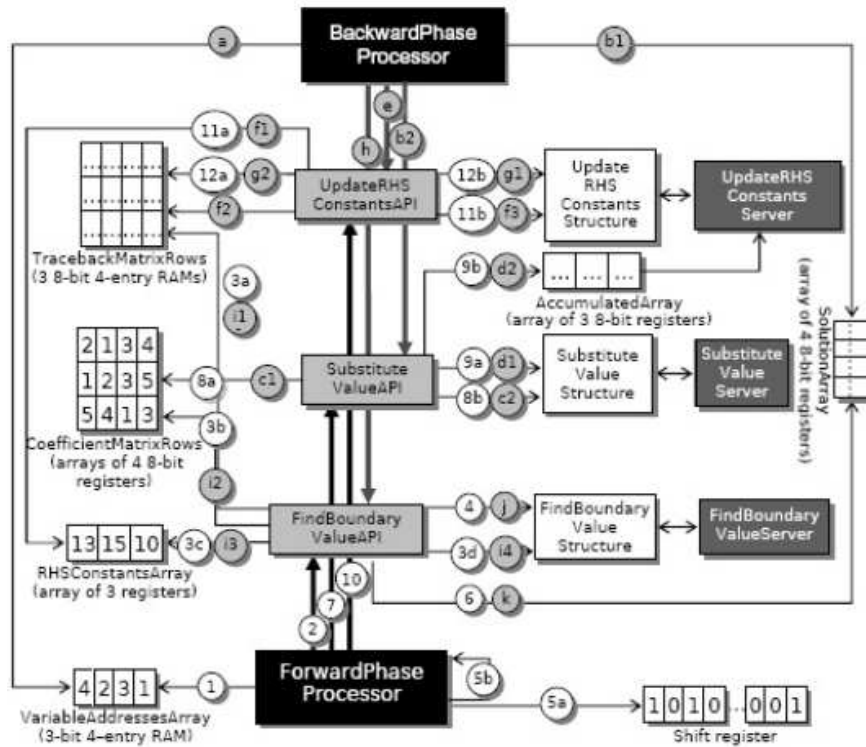 a
BackwardPhase
Processor
b1
e
b2
h
11a
f1
12a
g2
f2
UpdateRHS
ConstantsAPI
12b
g1
11b
f3
Update
RHS
Constants
Structure
UpdateRHS
Constants
Server
TracebackMatrixRows
(3 8-bit 4-entry RAMs)
3a
i1
9b
d2
... ... ...
AccumulatedArray
(array of 3 8-bit registers)
SolutionArray
(array of 4 8-bit registers)
2 1 3 4
1 2 3 5
5 4 1 3
CoefficientMatrixRows
(arrays of 4 8-bit
registers)
8a
c1
Substitute
ValueAPI
9a
d1
8b
c2
Substitute
Value
Structure
Substitute
Value
Server
3b
i2
FindBoundary
ValueAPI
4
j
3d
i4
FindBoundary
Value
Structure
FindBoundary
ValueServer
13 15 10
3c
i3
RHSConstantsArray
(array of 3 registers)
10
7
2
6
k
ForwardPhase
Processor
5b
5a
4 2 3 1
1
VariableAddressesArray
(3-bit 4-entry RAM)
1 0 1 0 ... 0 0 1
Shift register